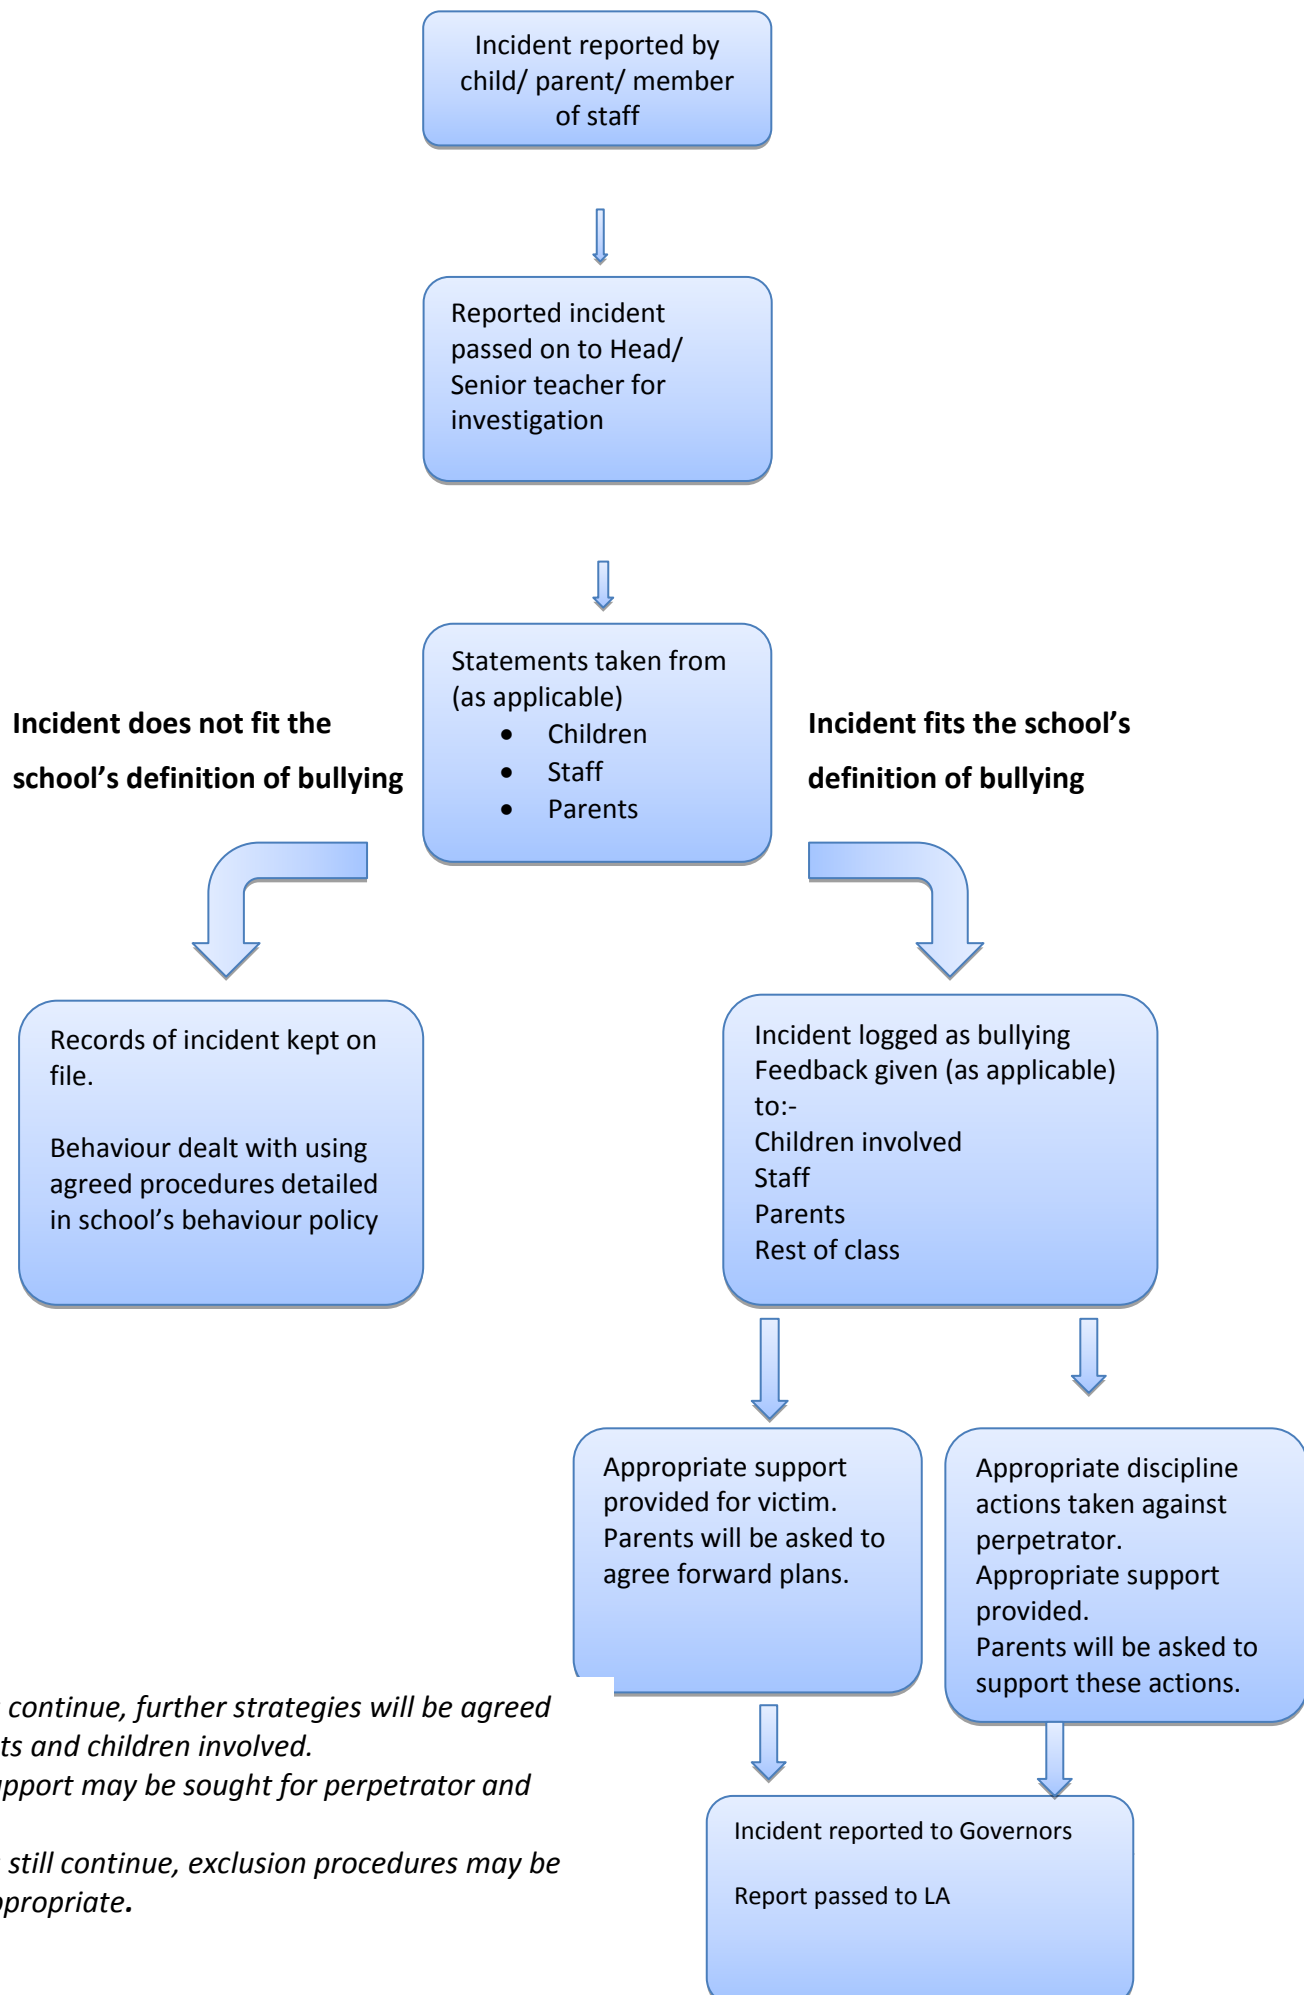 Incident reported by
child/ parent/ member
of staff
Reported incident
passed on to Head/
Senior teacher for
investigation
Statements taken from
(as applicable)
• Children
• Staff
• Parents
Incident does not fit the
school’s definition of bullying
Incident fits the school’s
definition of bullying
Records of incident kept on
file.
Behaviour dealt with using
agreed procedures detailed
in school’s behaviour policy
Incident logged as bullying
Feedback given (as applicable)
to:-
Children involved
Staff
Parents
Rest of class
Appropriate support
provided for victim.
Parents will be asked to
agree forward plans.
Appropriate discipline
actions taken against
perpetrator.
Appropriate support
provided.
Parents will be asked to
support these actions.
continue, further strategies will be agreed
and children involved.
may be sought for perpetrator and
still continue, exclusion procedures may be
Incident reported to Governors
Report passed to LA